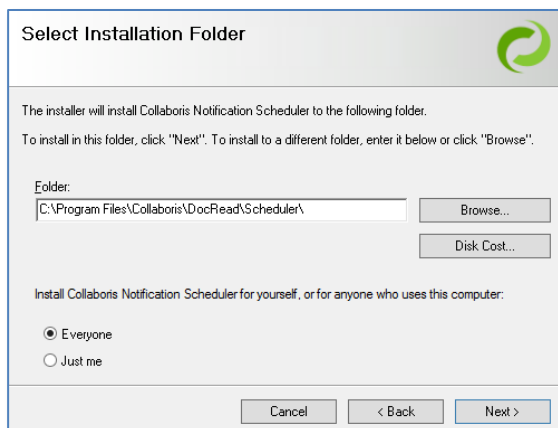 Select Installation Folder
The installer will install Collaboris Notification Scheduler to the following folder.
To install in this folder, click "Next". To install to a different folder, enter it below or click "Browse".
Folder:
C:\Program Files\Collaboris\DocRead\Scheduler\
Browse...
Disk Cost...
Install Collaboris Notification Scheduler for yourself, or for anyone who uses this computer:
Everyone
Just me
Cancel
< Back
Next >